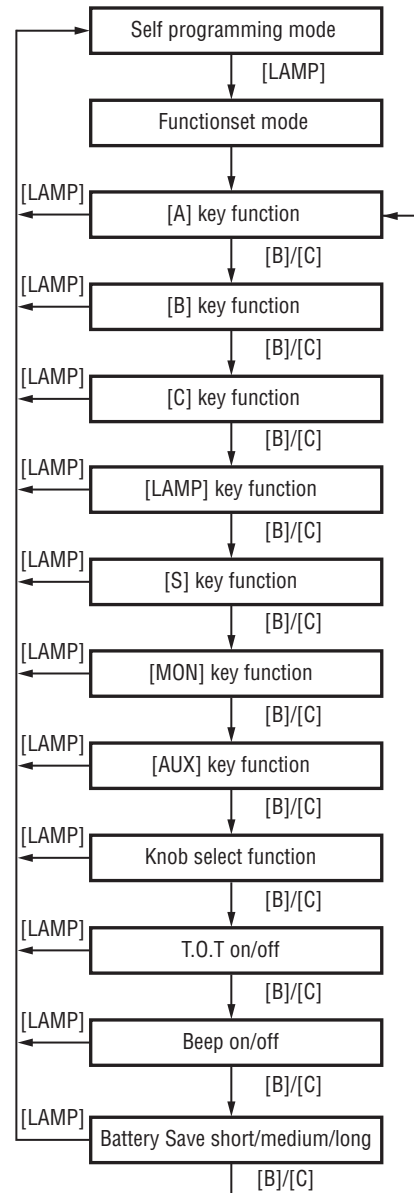 Self programming mode
[LAMP]
Functionset mode
[LAMP]
[A] key function
[B]/[C]
[LAMP]
[B] key function
[B]/[C]
[LAMP]
[C] key function
[B]/[C]
[LAMP]
[LAMP] key function
[B]/[C]
[LAMP]
[S] key function
[B]/[C]
[LAMP]
[MON] key function
[B]/[C]
[LAMP]
[AUX] key function
[B]/[C]
[LAMP]
Knob select function
[B]/[C]
[LAMP]
T.O.T on/off
[B]/[C]
[LAMP]
Beep on/off
[B]/[C]
[LAMP]
Battery Save short/medium/long
[B]/[C]